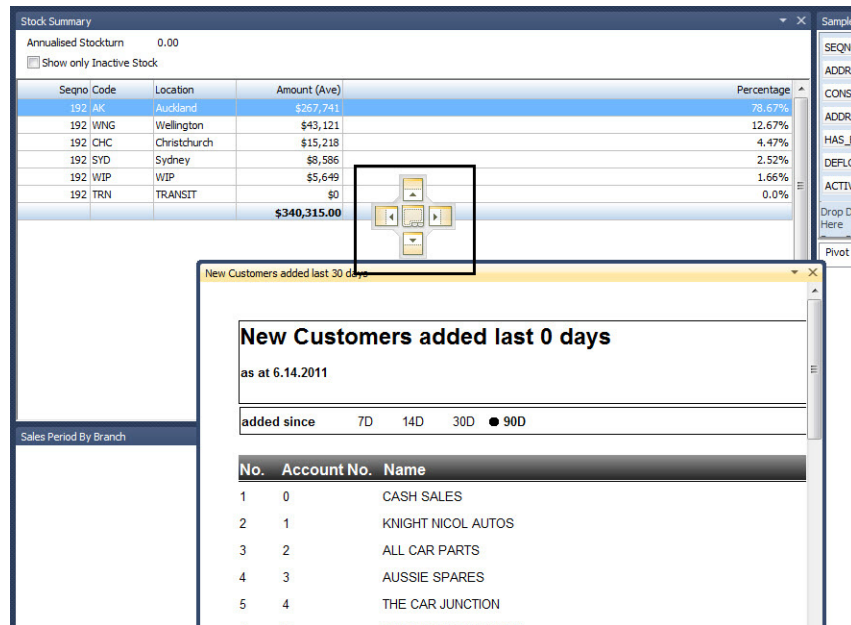 Stock Summary
Annualised Stockturn 0.00
Show only Inactive Stock
Seqno Code Location Amount (Ave) Percentage
192 AK Auckland $267,741 78.67%
192 WNG Wellington $43,121 12.67%
192 CHC Christchurch $15,218 4.47%
192 SYD Sydney $8,586 2.52%
192 WIP WIP $5,649 1.66%
192 TRN TRANSIT $0 0.0%
$340,315.00
Sample
SEQN
ADDR
CONS
ADDR
HAS_
DEFLO
ACTIV
Drop D
Here
Pivot
New Customers added last 30 days
New Customers added last 0 days
as at 6.14.2011
added since 7D 14D 30D 90D
No. Account No. Name
1 0 CASH SALES
2 1 KNIGHT NICOL AUTOS
3 2 ALL CAR PARTS
4 3 AUSSIE SPARES
5 4 THE CAR JUNCTION
Sales Period By Branch